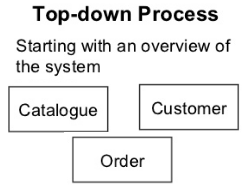 Top-down Process
Starting with an overview of
the system
Catalogue
Customer
Order